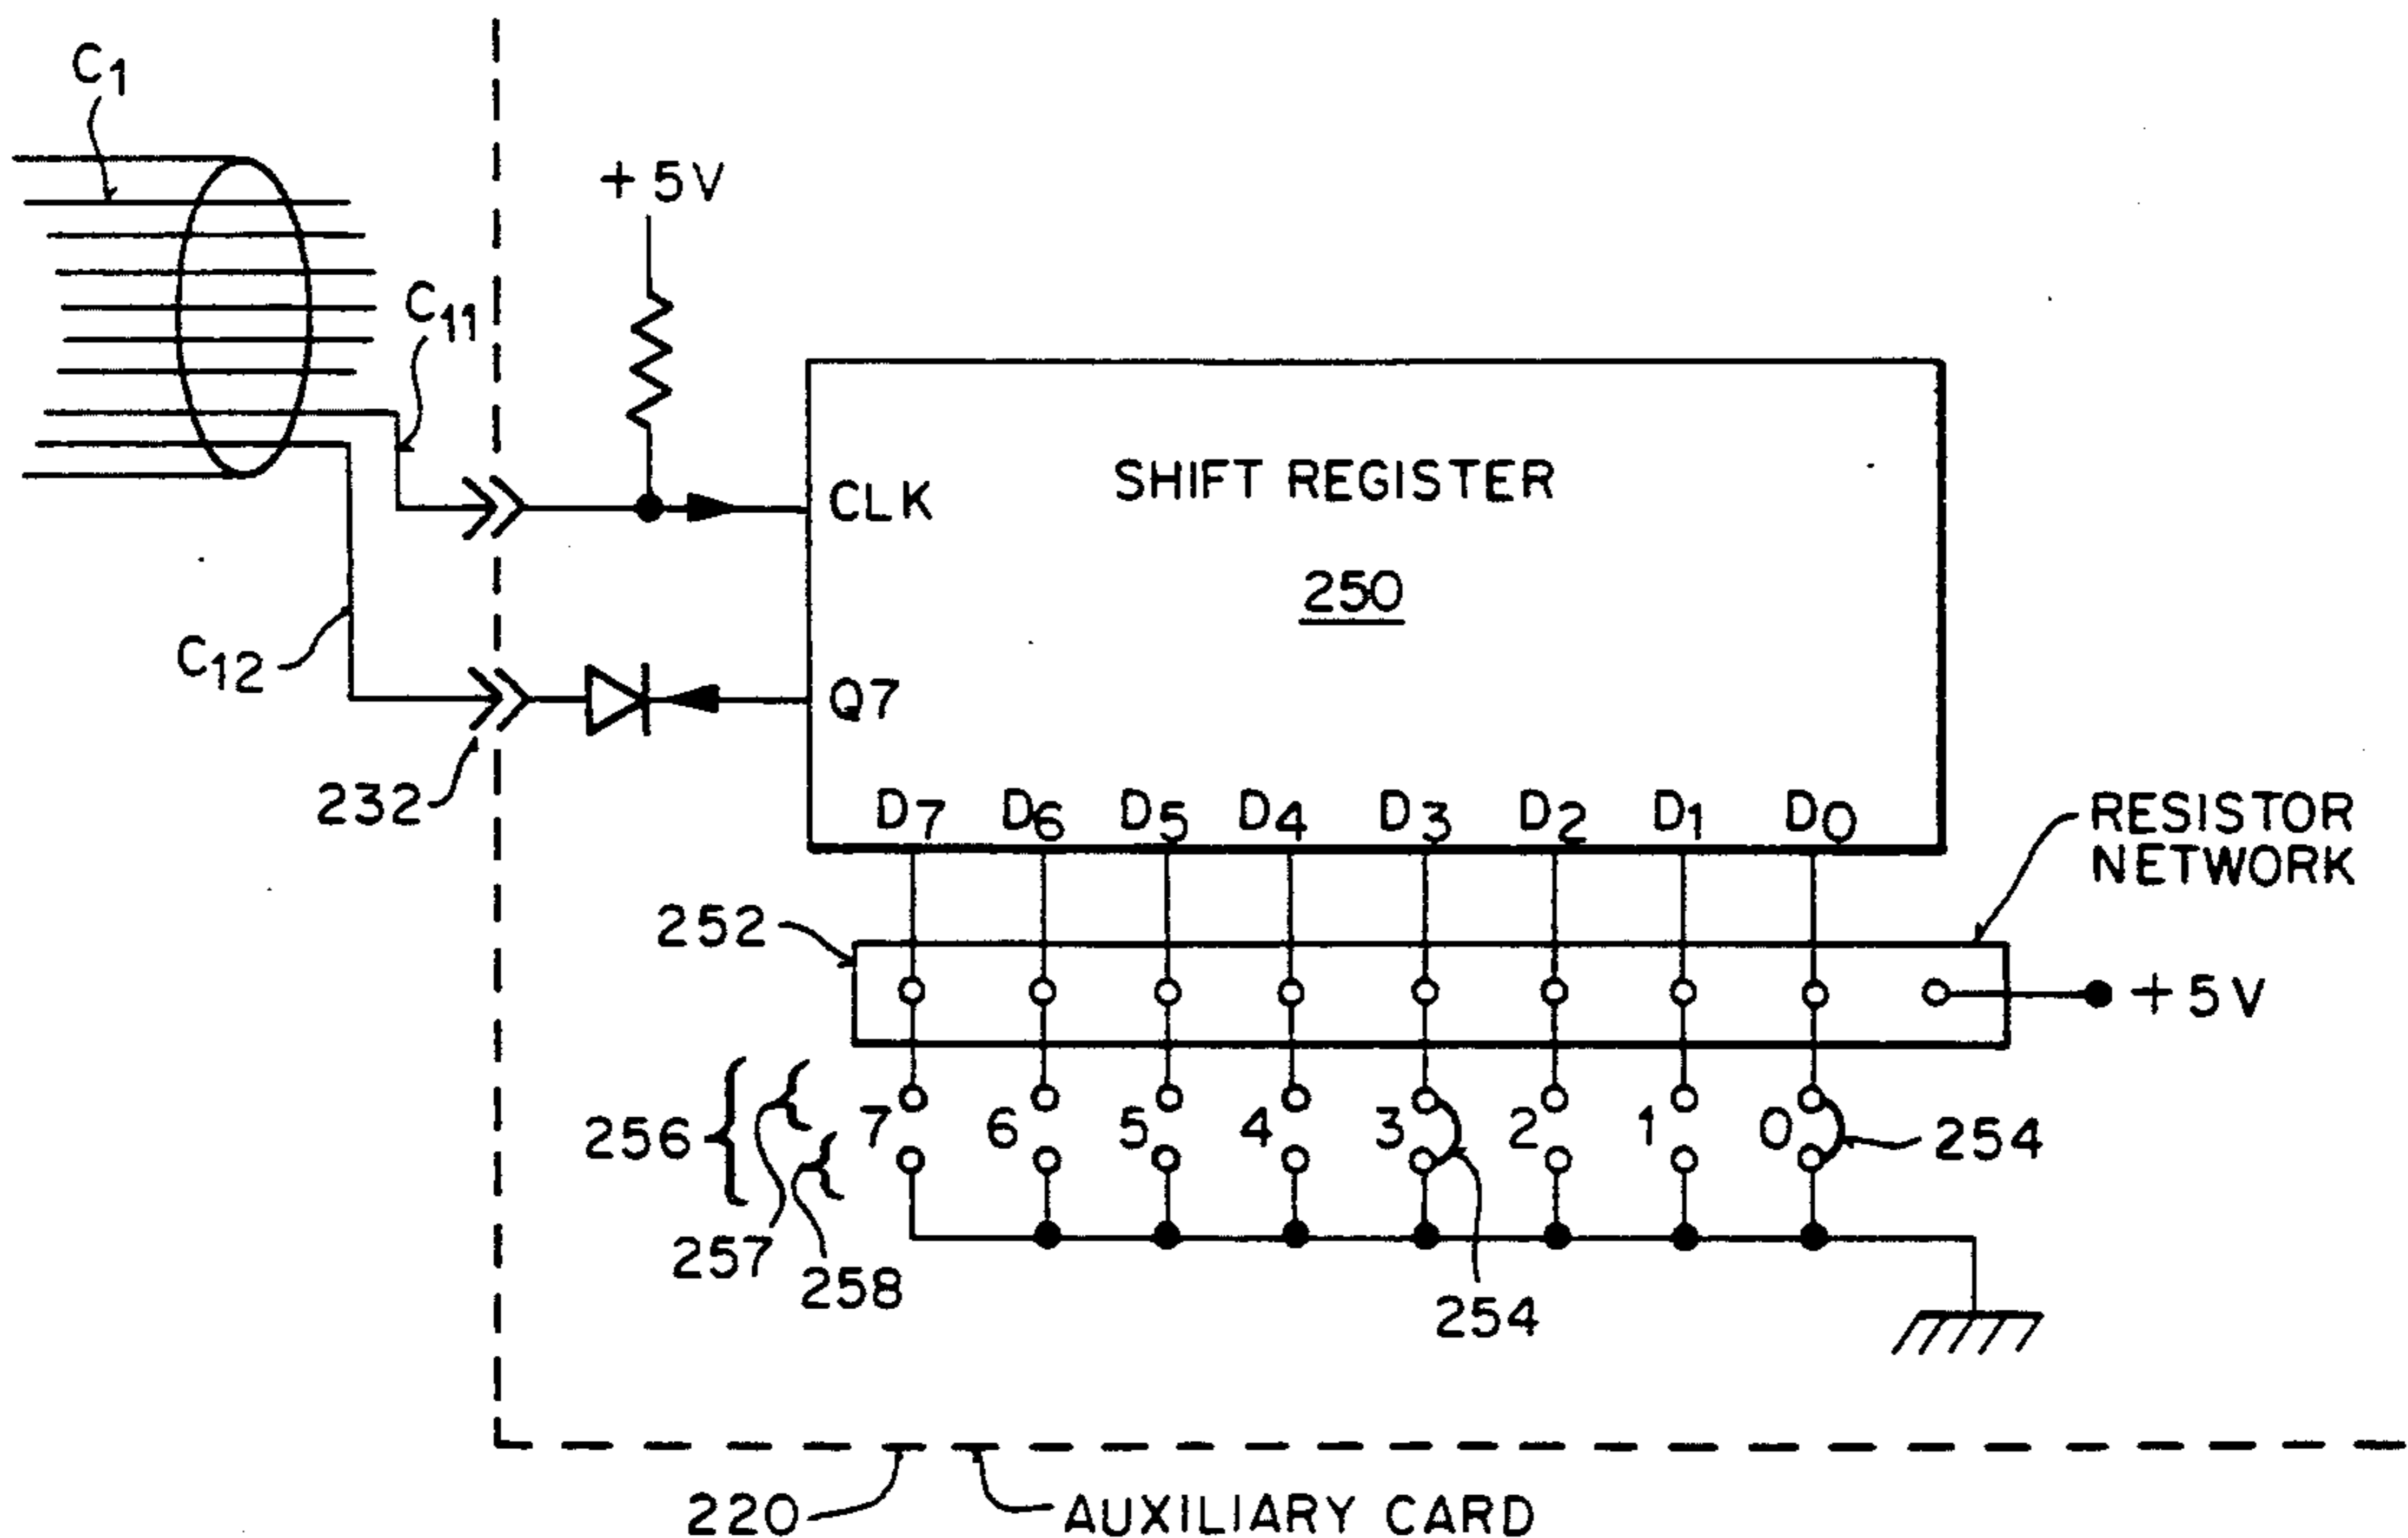 C1
+5V
C11
SHIFT REGISTER
CLK
250
C12
Q7
232
D7 D6 D5 D4 D3 D2 D1 D0
RESISTOR
NETWORK
252
+5V
256
7 6 5 4 3 2 1 0
254
257
258
254
220
AUXILIARY CARD